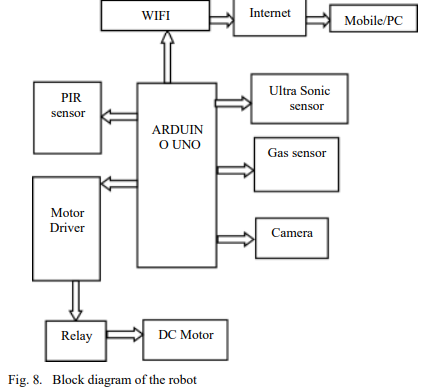 WIFI
Internet
Mobile/PC
PIR
sensor
ARDUIN
O UNO
Ultra Sonic
sensor
Gas sensor
Motor
Driver
Camera
Relay
DC Motor
Fig. 8. Block diagram of the robot